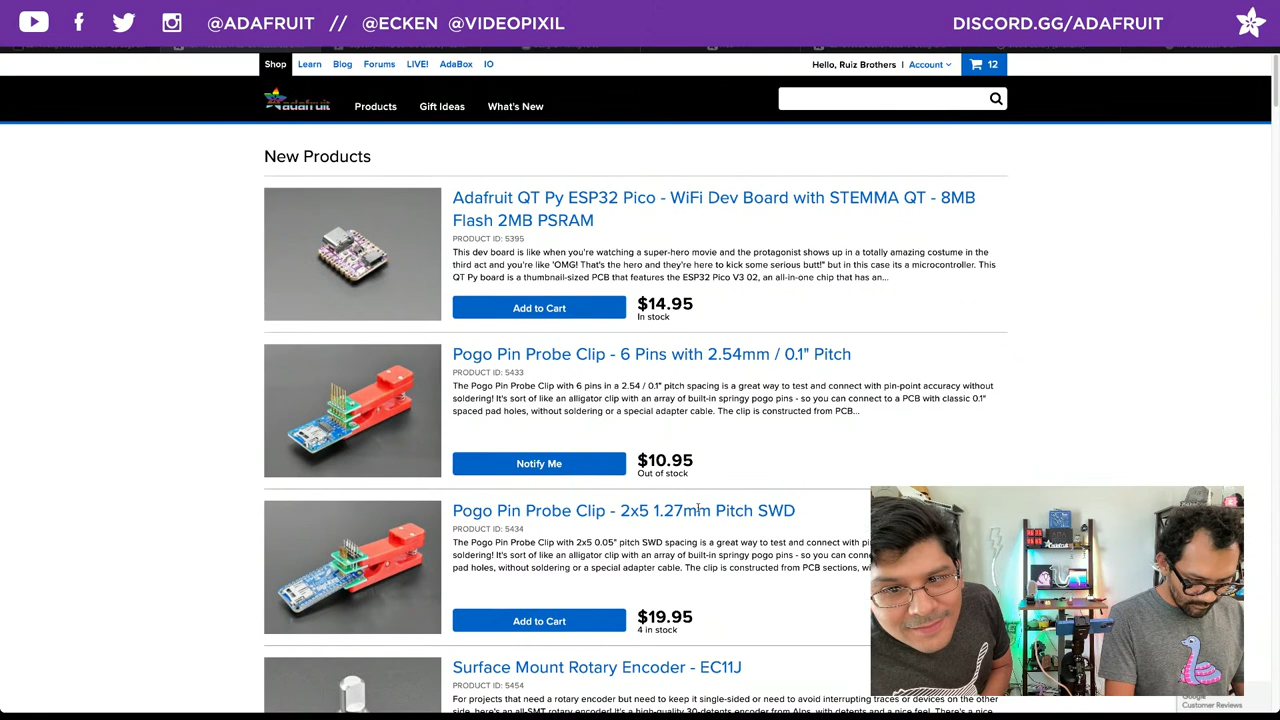 @ADAFRUIT // @ECKEN @VIDEOPIXIL
DISCORD.GG/ADAFRUIT
Shop Learn Blog Forums LIVE! AdaBox IO
Hello, Ruiz Brothers | Account 12
adafruit Products Gift Ideas What's New
New Products
Adafruit QT Py ESP32 Pico - WiFi Dev Board with STEMMA QT - 8MB
Flash 2MB PSRAM
PRODUCT ID: 5395
This dev board is like when you're watching a super-hero movie and the protagonist shows up in a totally amazing costume in the
third act and you're like 'OMG! That's the hero and they're here to kick some serious butt!" but in this case its a microcontroller. This
QT Py board is a thumbnail-sized PCB that features the ESP32 Pico V3 02, an all-in-one chip that has an...
Add to Cart
$14.95
In stock
Pogo Pin Probe Clip - 6 Pins with 2.54mm / 0.1" Pitch
PRODUCT ID: 5433
The Pogo Pin Probe Clip with 6 pins in a 2.54 / 0.1" pitch spacing is a great way to test and connect with pin-point accuracy without
soldering! It's sort of like an alligator clip with an array of built-in springy pogo pins - so you can connect to a PCB with classic 0.1"
spaced pad holes, without soldering or a special adapter cable. The clip is constructed from PCB...
Notify Me
$10.95
Out of stock
Pogo Pin Probe Clip - 2x5 1.27mm Pitch SWD
PRODUCT ID: 5434
The Pogo Pin Probe Clip with 2x5 0.05" pitch SWD spacing is a great way to test and connect with
soldering! It's sort of like an alligator clip with an array of built-in springy pogo pins - so you can
pad holes, without soldering or a special adapter cable. The clip is constructed from PCB sections,
Add to Cart
$19.95
4 in stock
Surface Mount Rotary Encoder - EC11J
PRODUCT ID: 5454
For projects that need a rotary encoder but need to keep it single-sided or need to avoid interrupting traces or devices on the other
side, here's an all-SMT rotary encoder! It's a high-quality 30-detents encoder from Alps, with detents and a nice feel. There's a nice
Google
Customer Reviews